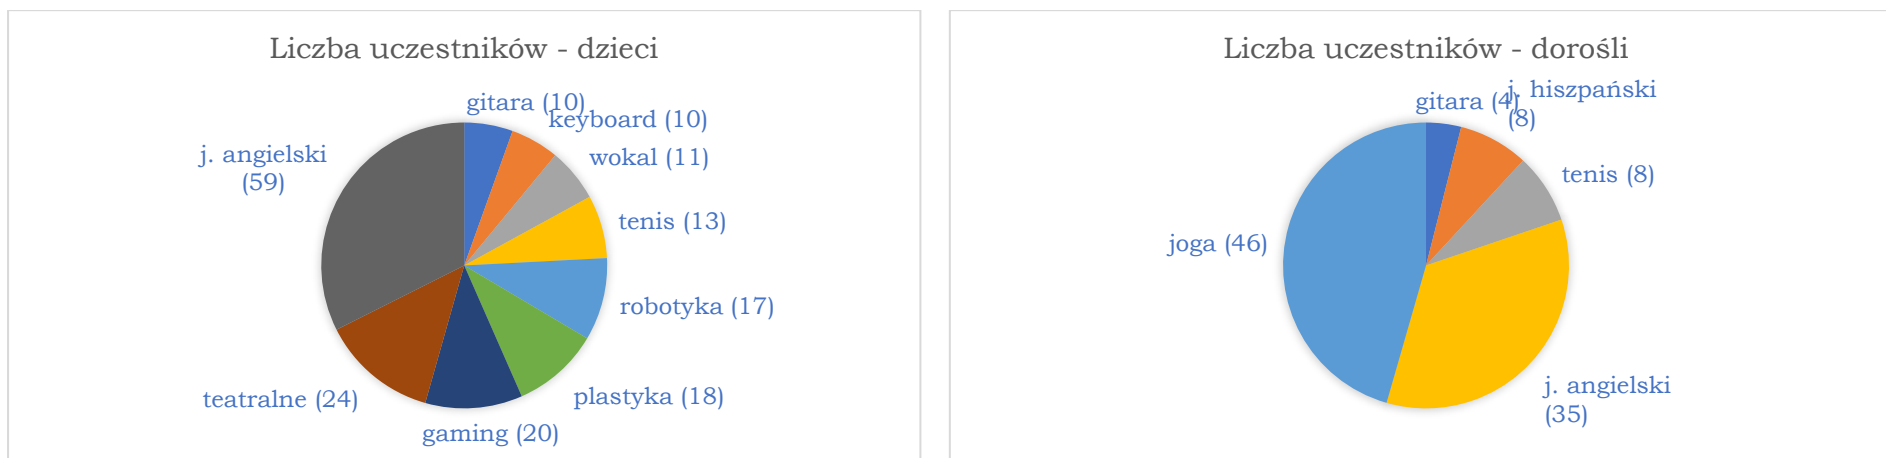 Liczba uczestników - dzieci
gitara (10)
keyboard (10)
wokal (11)
tenis (13)
robotyka (17)
plastyka (18)
gaming (20)
teatralne (24)
j. angielski
(59)
Liczba uczestników - dorośli
gitara (4)
j. hiszpański
(8)
tenis (8)
j. angielski
(35)
joga (46)